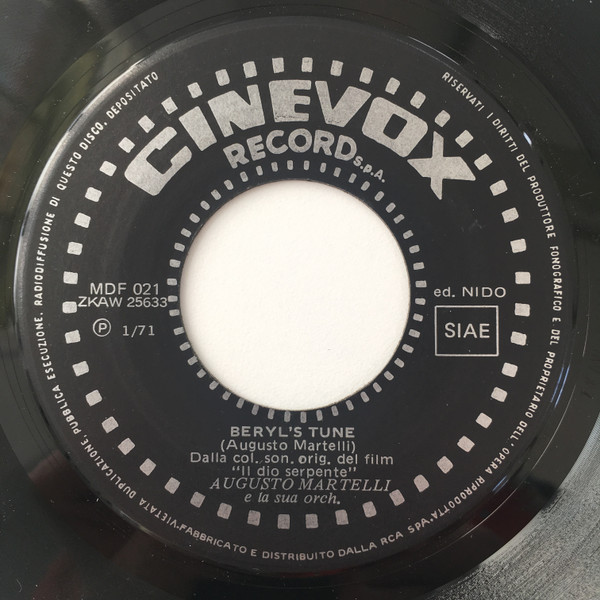 CINEVOX
RECORD S.p.A.
MDF 021
ZKAW 25633
Ⓟ 1/71
ed. NIDO
SIAE
BERYL'S TUNE
(Augusto Martelli)
Dalla col. son. orig. del film
"Il dio serpente"
AUGUSTO MARTELLI
e la sua orch.
RISERVATI I DIRITTI DEL PRODUTTORE FONOGRAFICO E DEL PROPRIETARIO DELL'OPERA RIPRODOTTA.
VIETATA DUPLICAZIONE PUBBLICA ESECUZIONE, RADIODIFFUSIONE DI QUESTO DISCO. DEPOSITATO
FABBRICATO E DISTRIBUITO DALLA RCA SpA.